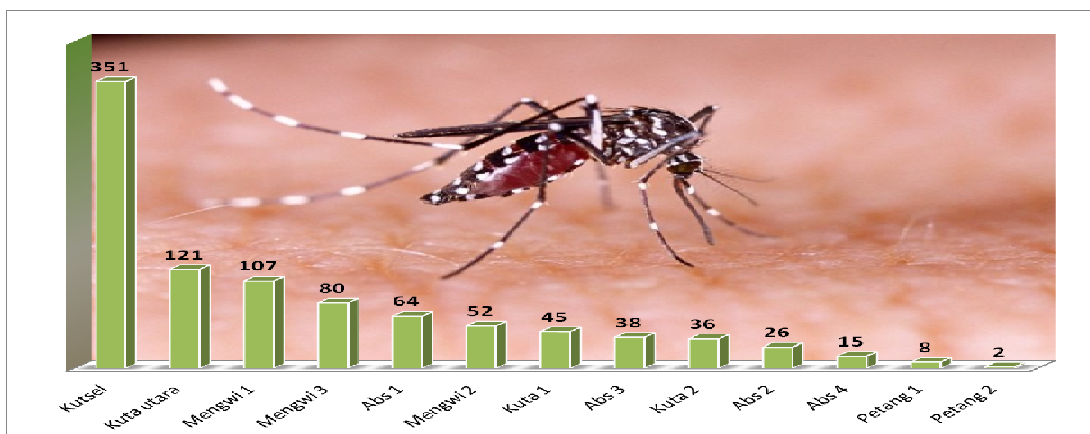 351
121
107
80
64
52
45
38
36
26
15
8
2
Kutsel
Kuta utara
Mengwi 1
Mengwi 3
Abs 1
Mengwi 2
Kuta 1
Abs 3
Kuta 2
Abs 2
Abs 4
Petang 1
Petang 2